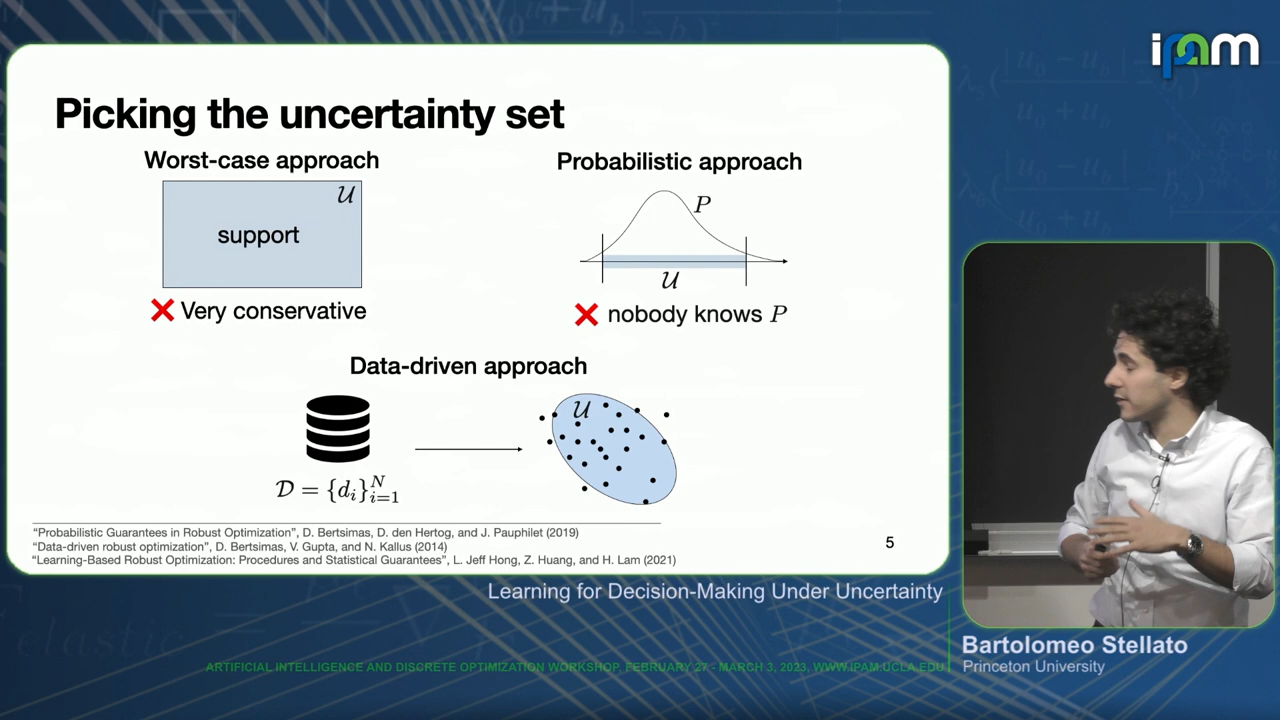 ipam
Picking the uncertainty set
Worst-case approach
𝒰
support
❌ Very conservative
Probabilistic approach
P
𝒰
❌ nobody knows P
Data-driven approach
𝒟 = {dᵢ}ᵢ₌₁ᴺ
𝒰
“Probabilistic Guarantees in Robust Optimization”, D. Bertsimas, D. den Hertog, and J. Pauphilet (2019)
“Data-driven robust optimization”, D. Bertsimas, V. Gupta, and N. Kallus (2014)
“Learning-Based Robust Optimization: Procedures and Statistical Guarantees”, L. Jeff Hong, Z. Huang, and H. Lam (2021)
5
Learning for Decision-Making Under Uncertainty
Bartolomeo Stellato
Princeton University
ARTIFICIAL INTELLIGENCE AND DISCRETE OPTIMIZATION WORKSHOP, FEBRUARY 27 - MARCH 3, 2023, WWW.IPAM.UCLA.EDU
elastic